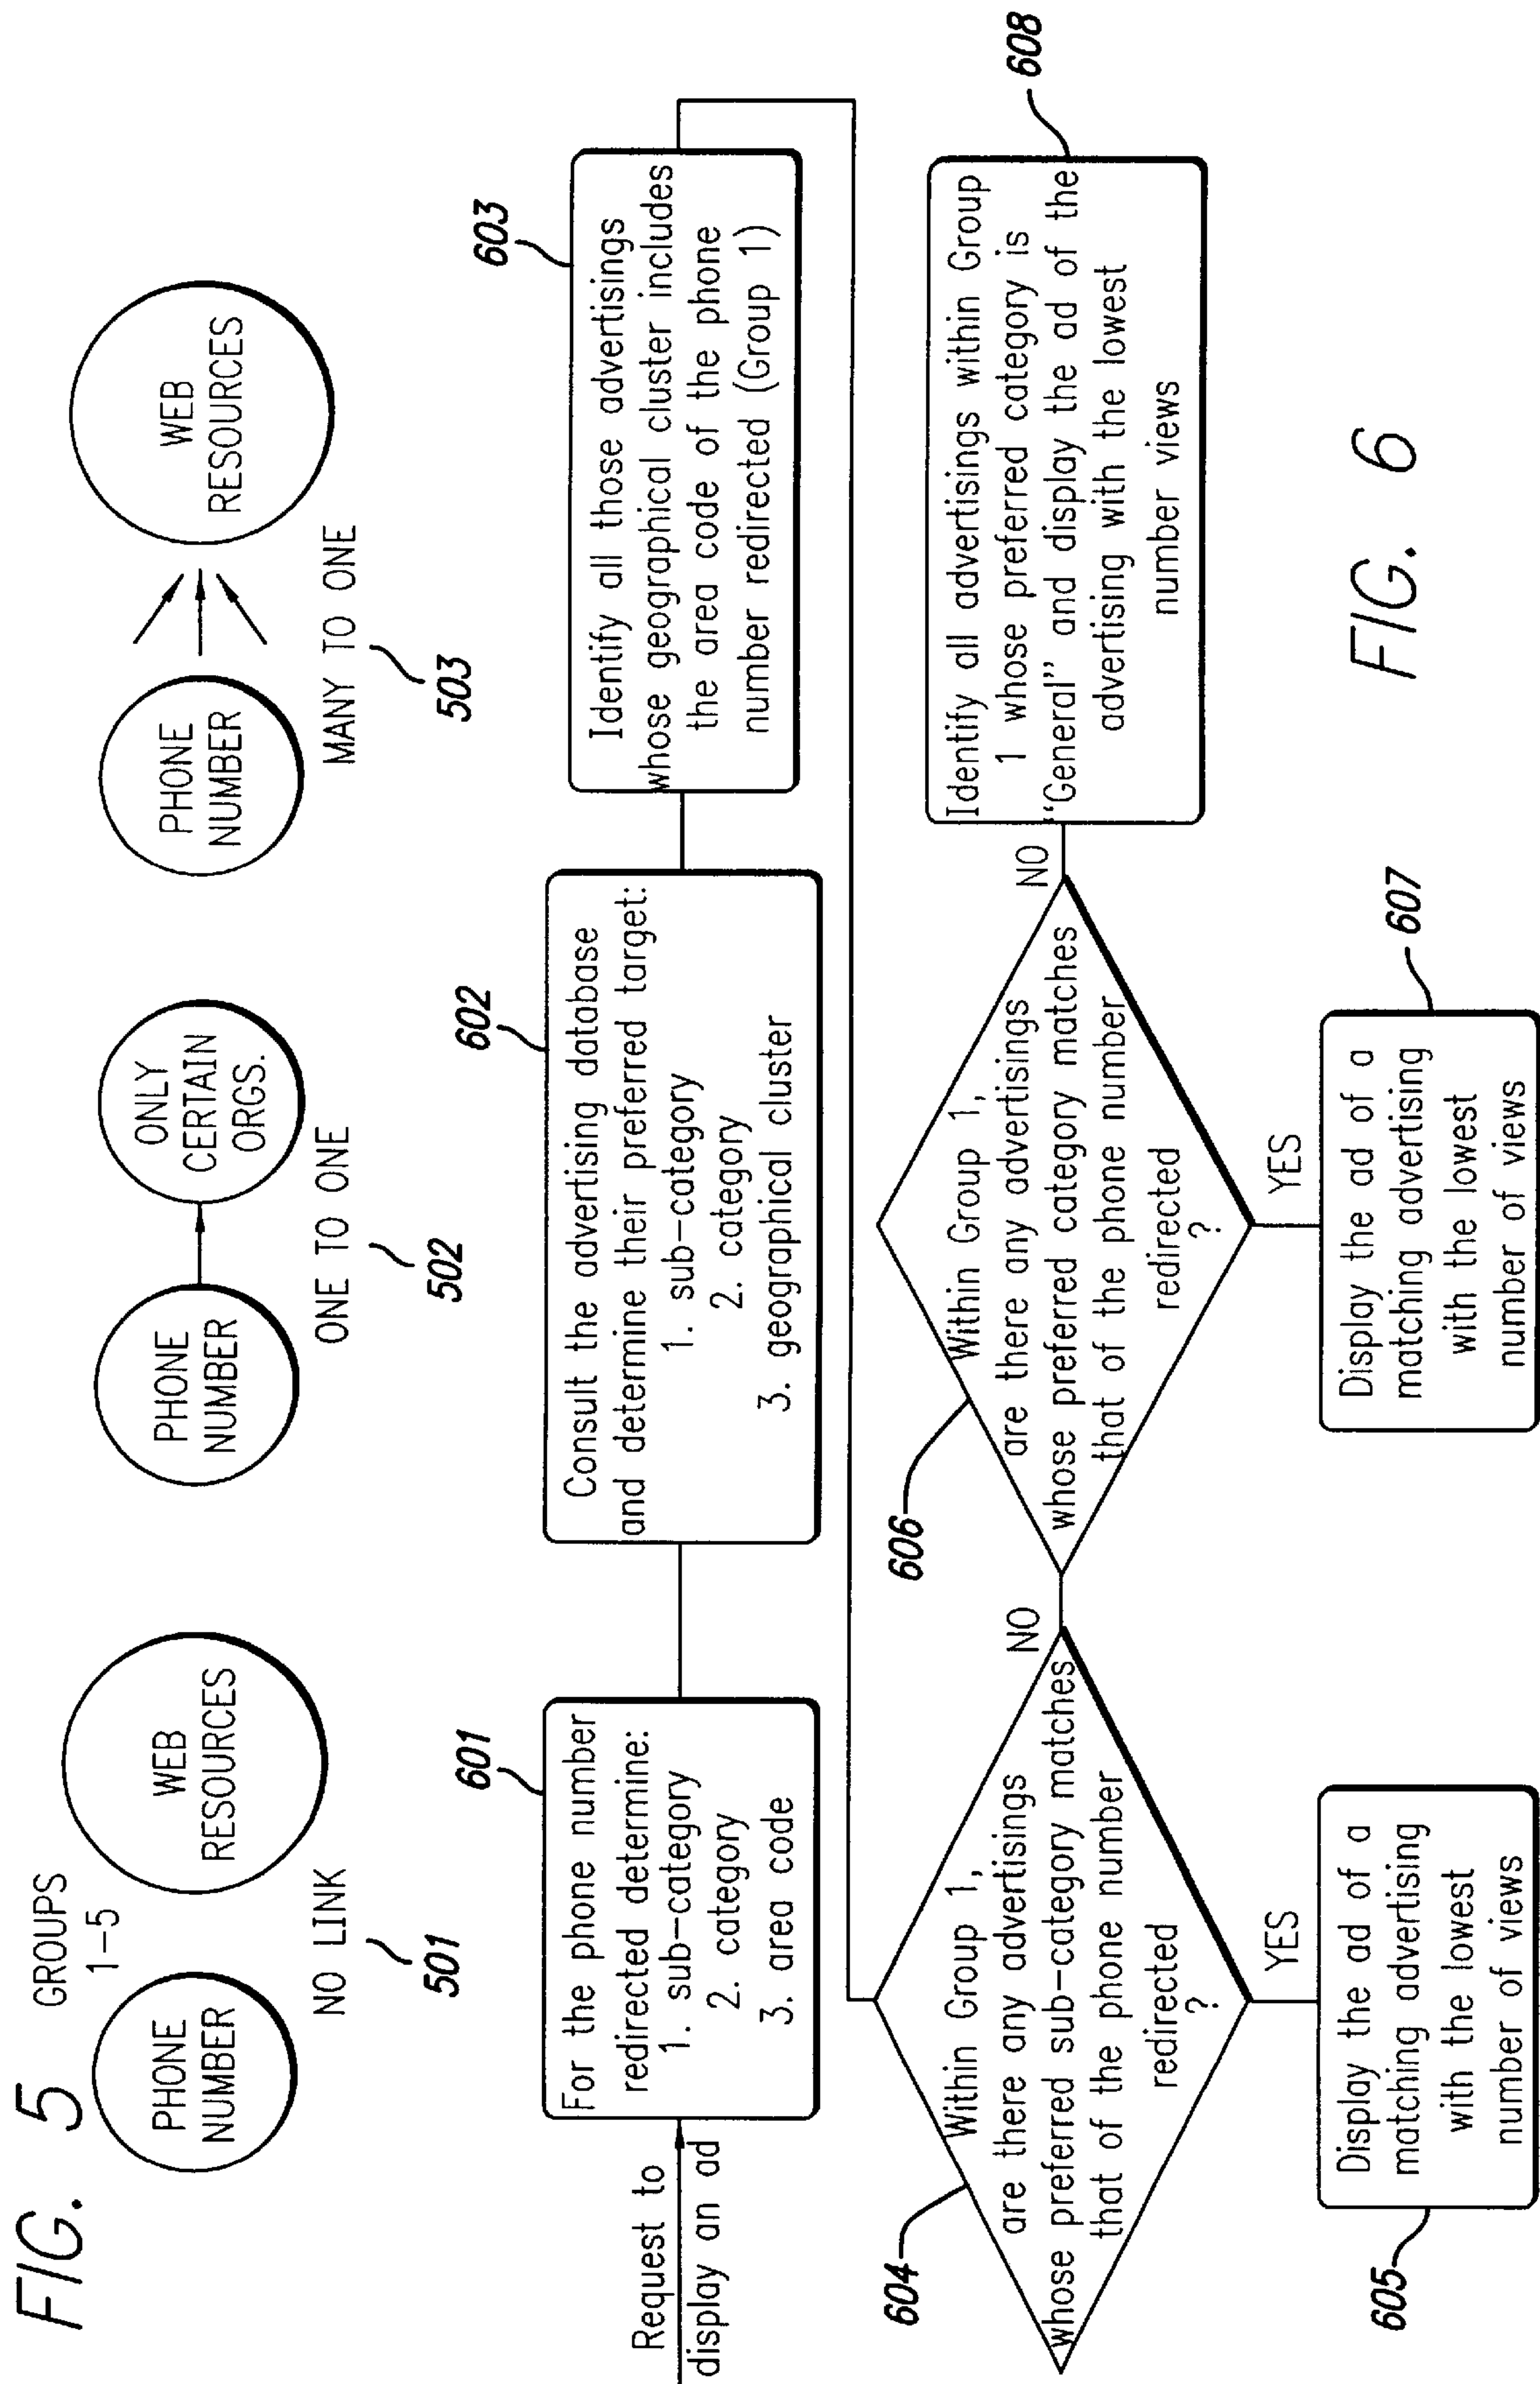 FIG. 5
GROUPS
1-5
PHONE
NUMBER
WEB
RESOURCES
NO LINK
501
PHONE
NUMBER
ONLY
CERTAIN
ORGS.
ONE TO ONE
502
PHONE
NUMBER
WEB
RESOURCES
MANY TO ONE
503
Request to
display an ad
601
For the phone number
redirected determine:
1. sub-category
2. category
3. area code
602
Consult the advertising database
and determine their preferred target:
1. sub-category
2. category
3. geographical cluster
603
Identify all those advertisings
whose geographical cluster includes
the area code of the phone
number redirected (Group 1)
604
Within Group 1,
are there any advertisings
whose preferred sub-category matches
that of the phone number
redirected
?
YES
NO
605
Display the ad of a
matching advertising
with the lowest
number of views
606
Within Group 1,
are there any advertisings
whose preferred category matches
that of the phone number
redirected
?
YES
NO
607
Display the ad of a
matching advertising
with the lowest
number of views
608
Identify all advertisings within Group
1 whose preferred category is
"General" and display the ad of the
advertising with the lowest
number views
FIG. 6